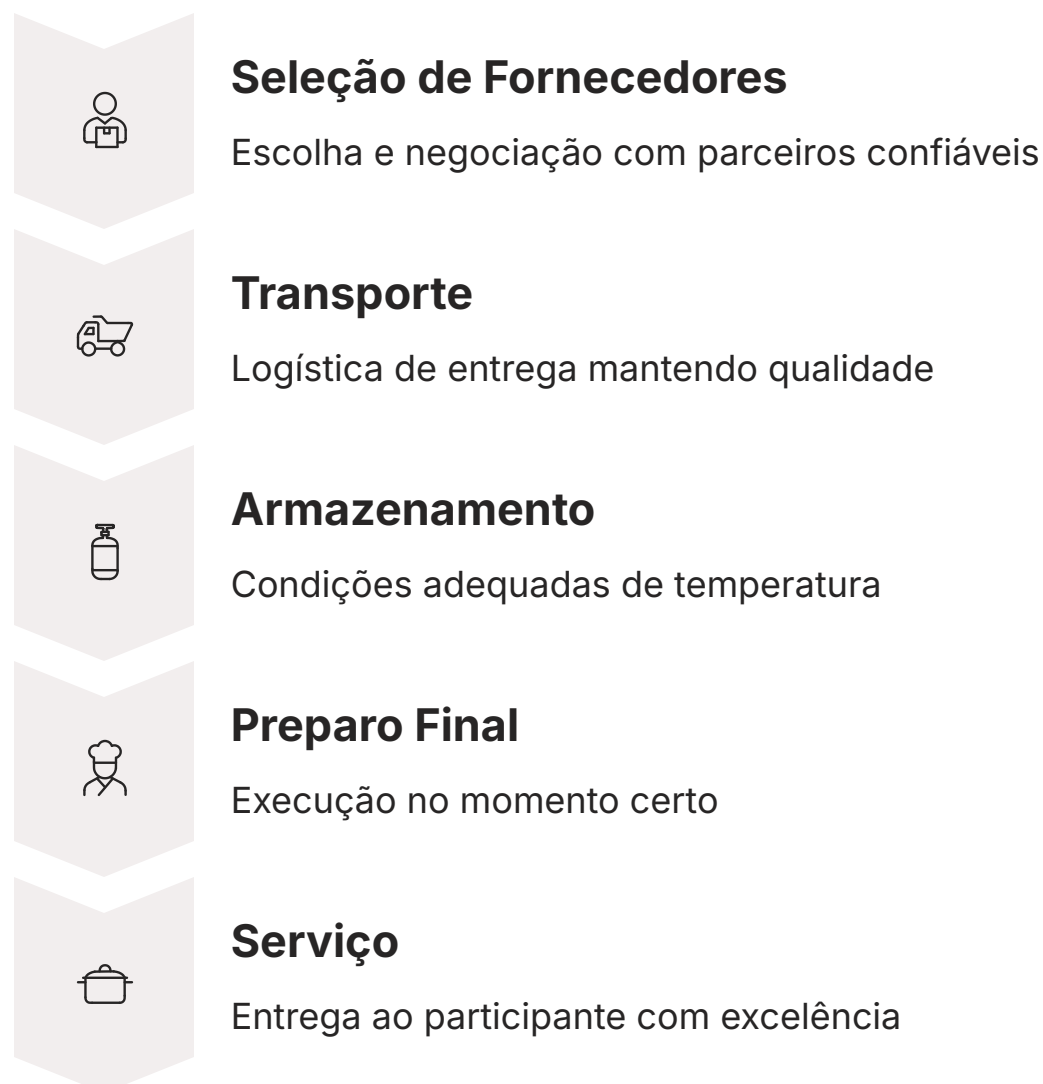 Seleção de Fornecedores
Escolha e negociação com parceiros confiáveis
Transporte
Logística de entrega mantendo qualidade
Armazenamento
Condições adequadas de temperatura
Preparo Final
Execução no momento certo
Serviço
Entrega ao participante com excelência